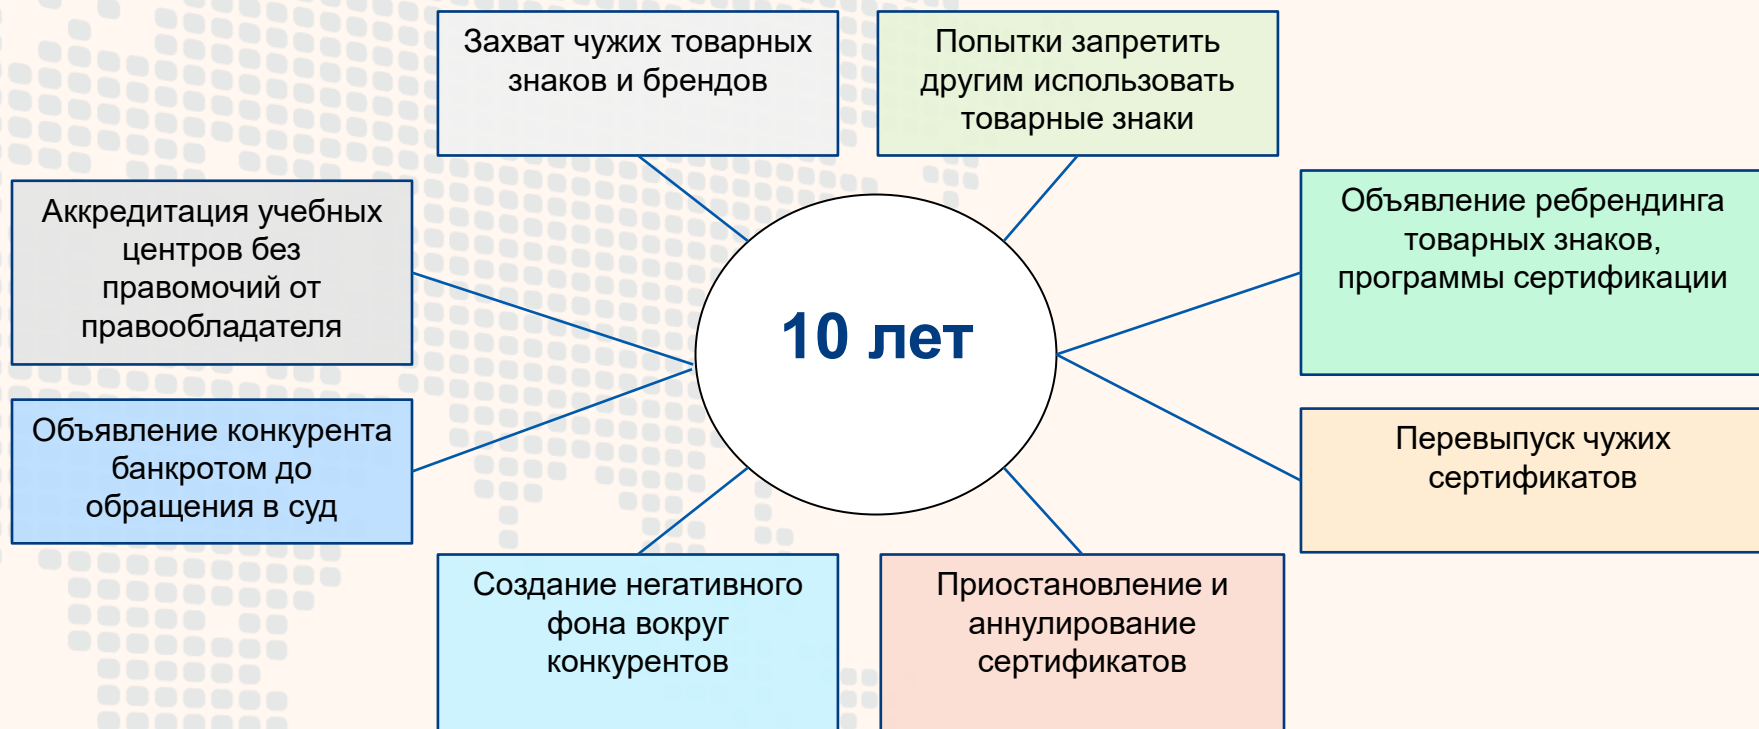 Захват чужих товарных
знаков и брендов
Попытки запретить
другим использовать
товарные знаки
Аккредитация учебных
центров без
правомочий от
правообладателя
Объявление ребрендинга
товарных знаков,
программы сертификации
10 лет
Объявление конкурента
банкротом до
обращения в суд
Перевыпуск чужих
сертификатов
Создание негативного
фона вокруг
конкурентов
Приостановление и
аннулирование
сертификатов